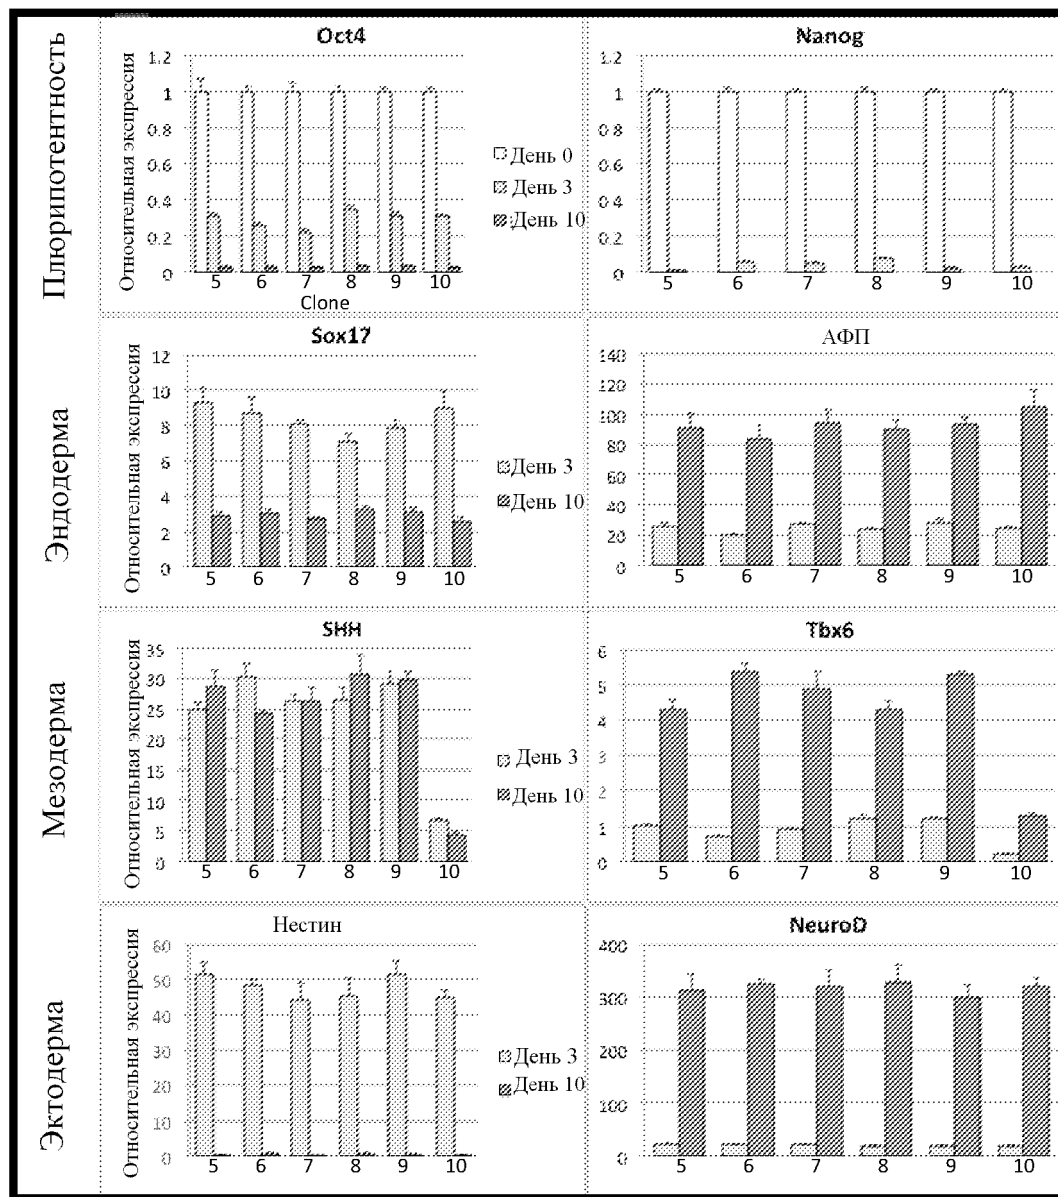 Плюрипотентность
Oct4
Относительная экспрессия
1.2
1
0.8
0.6
0.4
0.2
0
5 6 7 8 9 10
Clone
День 0
День 3
День 10
Nanog
1.2
1
0.8
0.6
0.4
0.2
0
5 6 7 8 9 10
Эндодерма
Sox17
Относительная экспрессия
12
10
8
6
4
2
0
5 6 7 8 9 10
День 3
День 10
АФП
140
120
100
80
60
40
20
0
5 6 7 8 9 10
Мезодерма
SHH
Относительная экспрессия
35
30
25
20
15
10
5
0
5 6 7 8 9 10
День 3
День 10
Tbx6
6
5
4
3
2
1
0
5 6 7 8 9 10
Эктодерма
Нестин
Относительная экспрессия
60
50
40
30
20
10
0
5 6 7 8 9 10
День 3
День 10
NeuroD
400
300
200
100
0
5 6 7 8 9 10